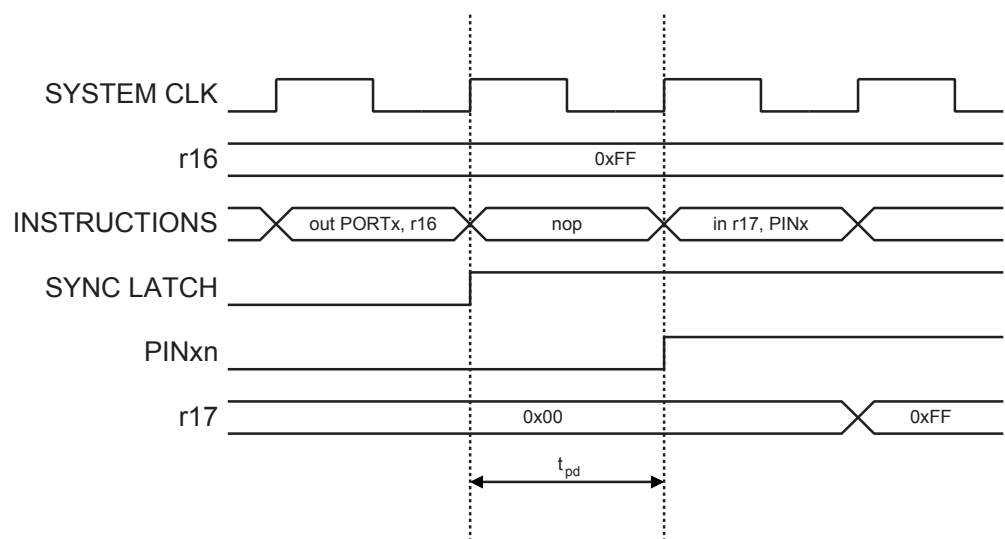 SYSTEM CLK
r16
0xFF
INSTRUCTIONS
out PORTx, r16
nop
in r17, PINx
SYNC LATCH
PINxn
r17
0x00
0xFF
tpd